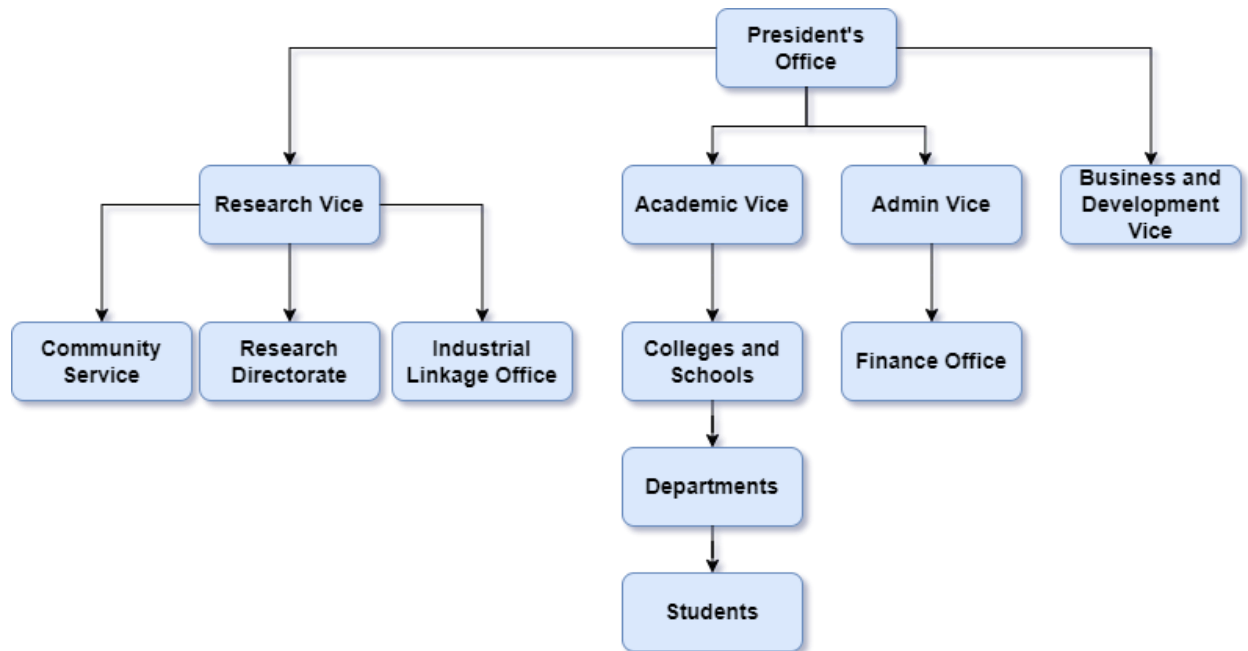 President's
Office
Research Vice
Academic Vice
Admin Vice
Business and
Development
Vice
Community
Service
Research
Directorate
Industrial
Linkage Office
Colleges and
Schools
Finance Office
Departments
Students